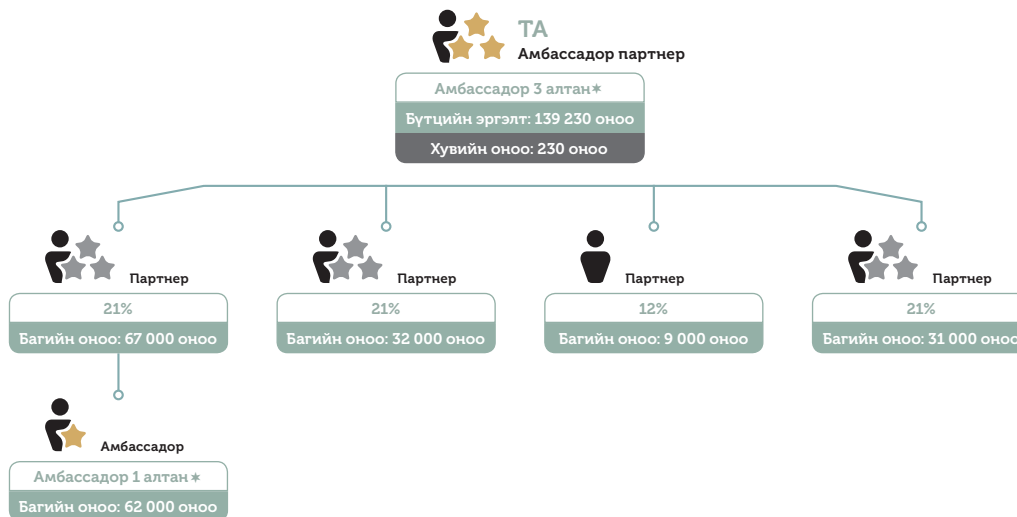 ТА
Амбассадор партнер
Амбассадор 3 алтан✶
Бүтцийн эргэлт: 139 230 оноо
Хувийн оноо: 230 оноо
Партнер
21%
Багийн оноо: 67 000 оноо
Партнер
21%
Багийн оноо: 32 000 оноо
Партнер
12%
Багийн оноо: 9 000 оноо
Партнер
21%
Багийн оноо: 31 000 оноо
Амбассадор
Амбассадор 1 алтан✶
Багийн оноо: 62 000 оноо